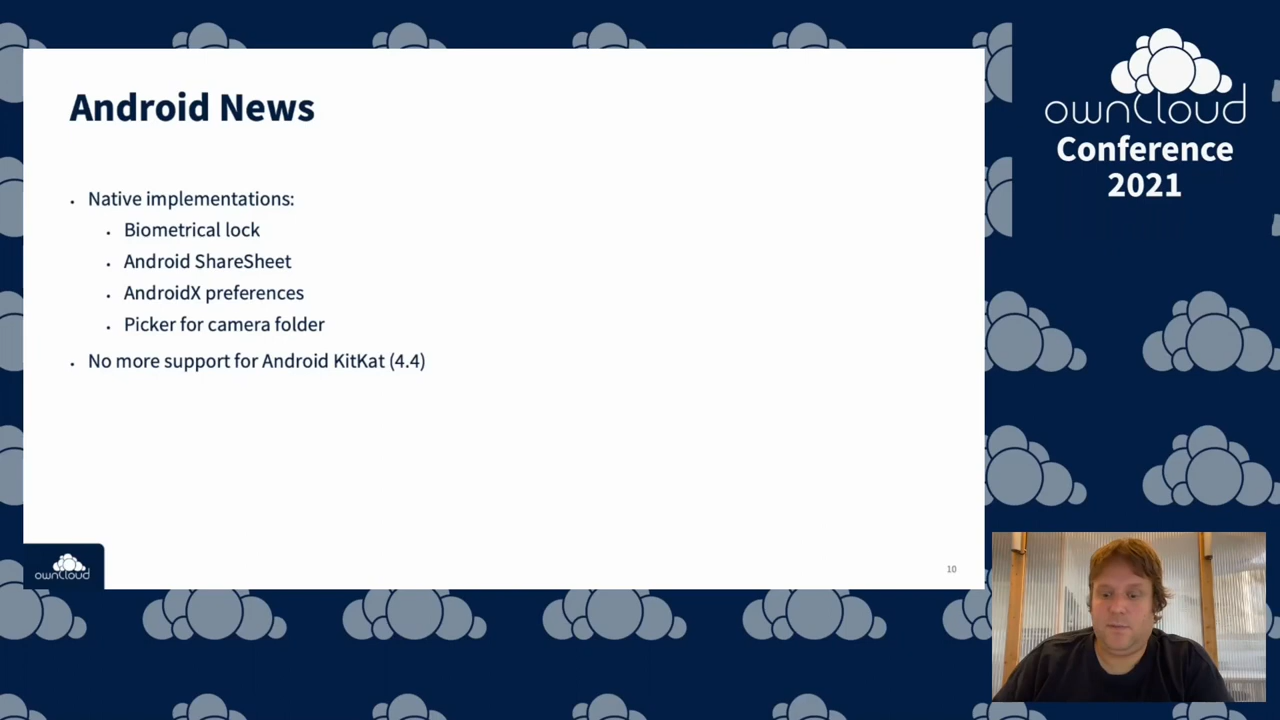 Android News
• Native implementations:
• Biometrical lock
• Android ShareSheet
• AndroidX preferences
• Picker for camera folder
• No more support for Android KitKat (4.4)
ownCloud
10
ownCloud
Conference
2021